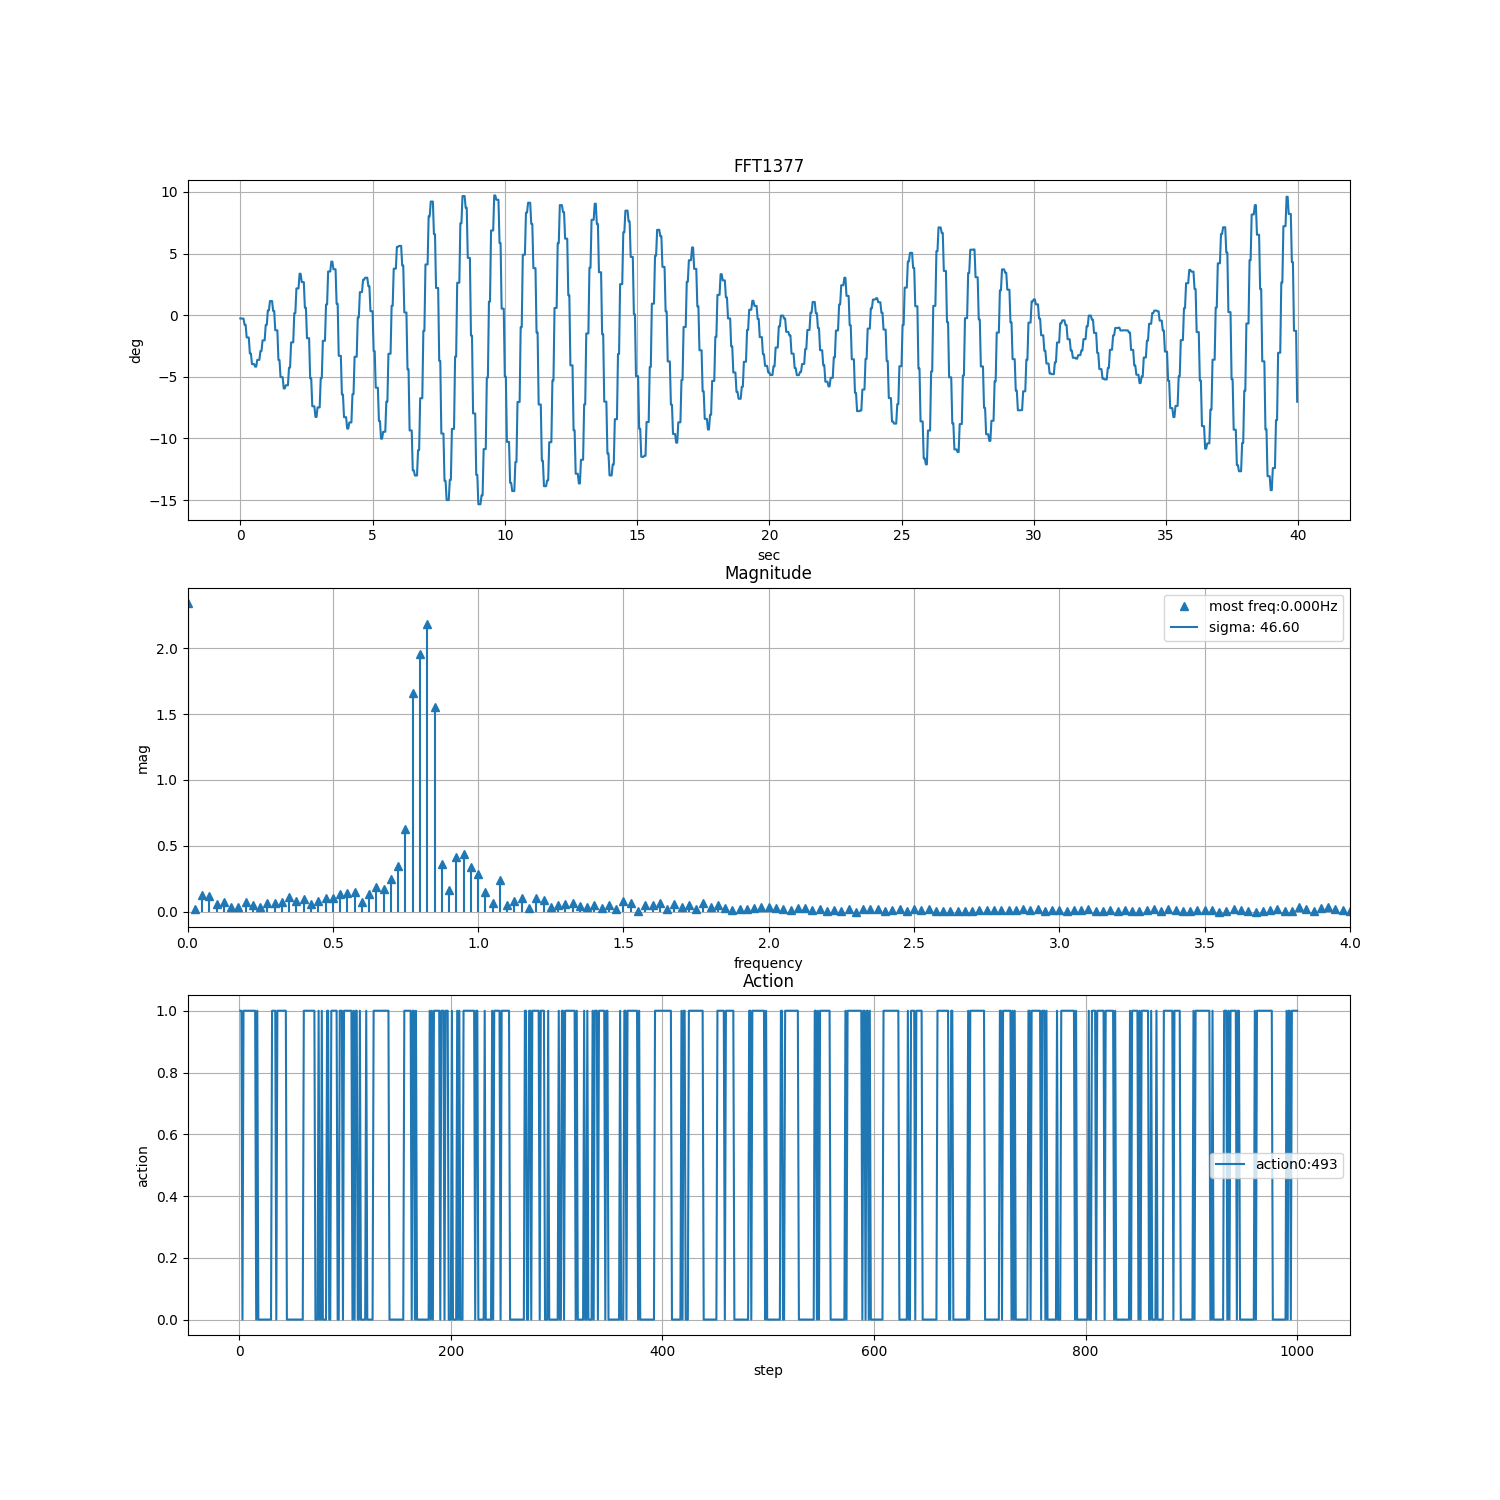 FFT1377
10
5
0
−5
−10
−15
deg
0 5 10 15 20 25 30 35 40
sec
Magnitude
most freq:0.000Hz
sigma: 46.60
2.0
1.5
1.0
0.5
0.0
mag
0.0 0.5 1.0 1.5 2.0 2.5 3.0 3.5 4.0
frequency
Action
1.0
0.8
0.6
0.4
0.2
0.0
action
action0:493
0 200 400 600 800 1000
step